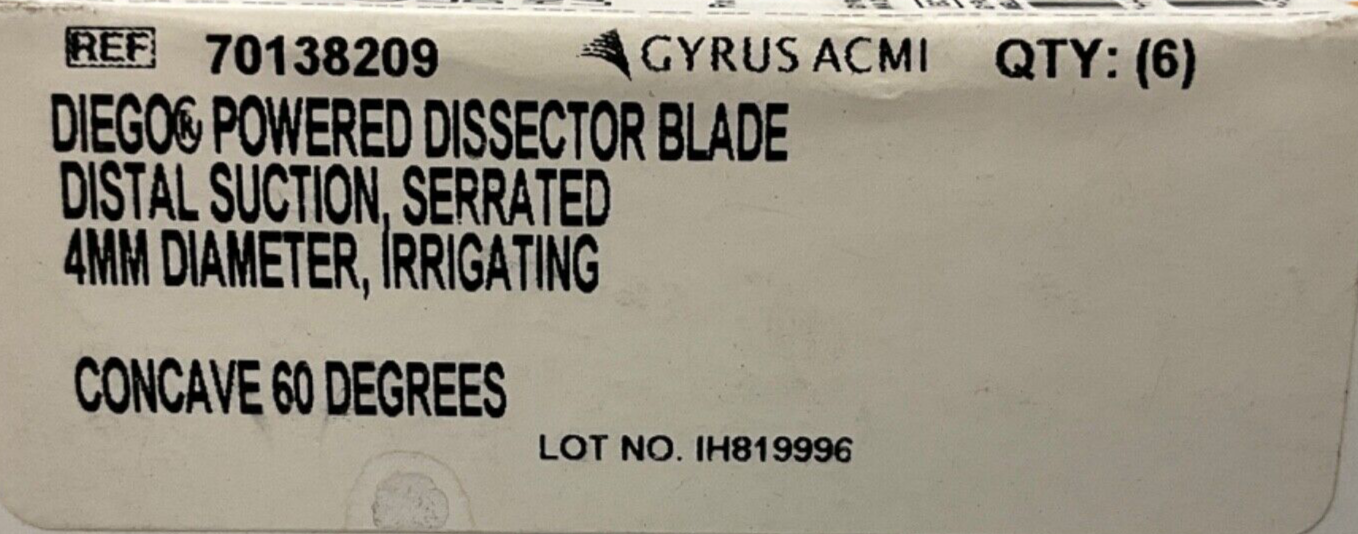 REF 70138209 GYRUS ACMI QTY: (6)
DIEGO® POWERED DISSECTOR BLADE
DISTAL SUCTION, SERRATED
4MM DIAMETER, IRRIGATING
CONCAVE 60 DEGREES
LOT NO. IH819996